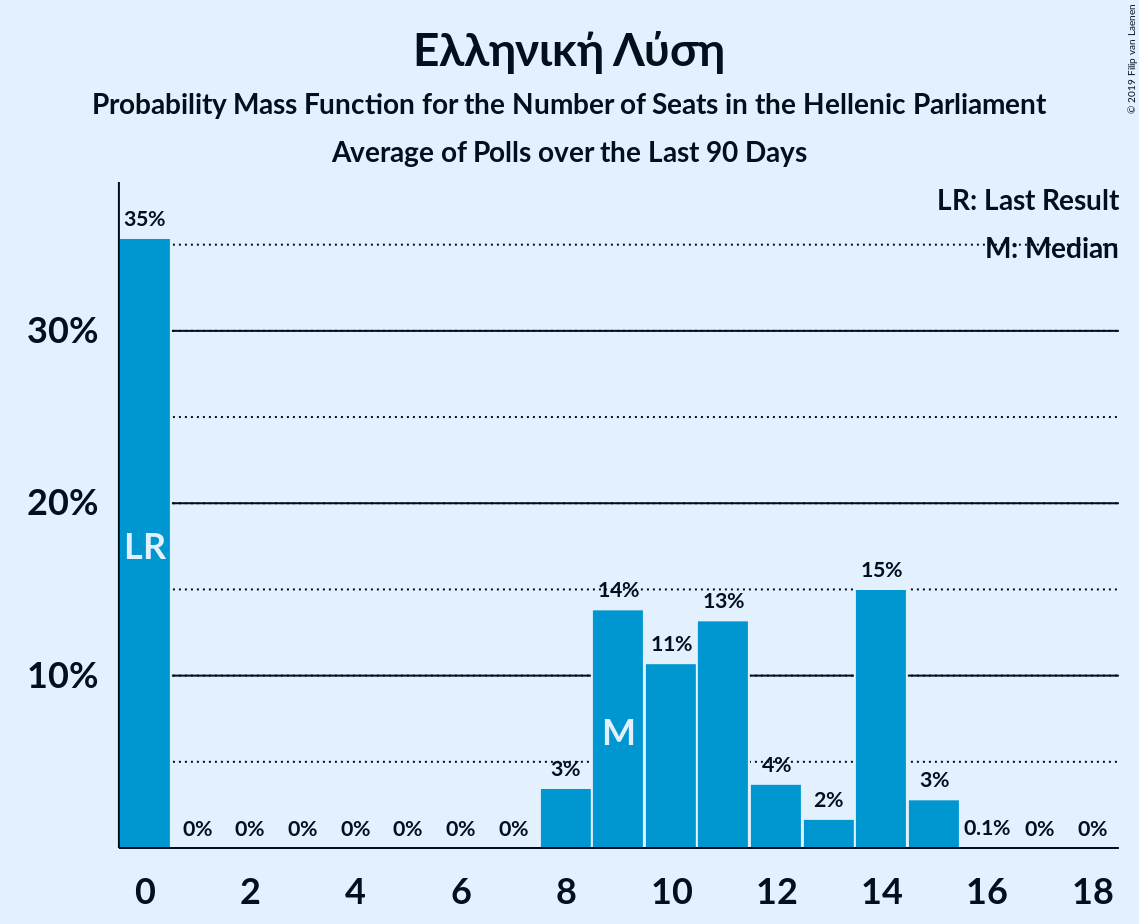 Ελληνική Λύση
Probability Mass Function for the Number of Seats in the Hellenic Parliament
Average of Polls over the Last 90 Days
© 2019 Filip van Laenen
LR: Last Result
M: Median
35%
30%
20%
10%
LR
0%
0%
0%
0%
0%
0%
0%
3%
14%
M
11%
13%
4%
2%
15%
3%
0.1%
0%
0%
0 2 4 6 8 10 12 14 16 18